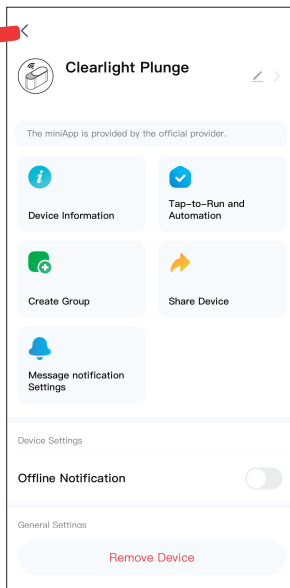 Clearlight Plunge
The miniApp is provided by the official provider.
Device Information
Tap-to-Run and
Automation
Create Group
Share Device
Message notification
Settings
Device Settings
Offline Notification
General Settings
Remove Device